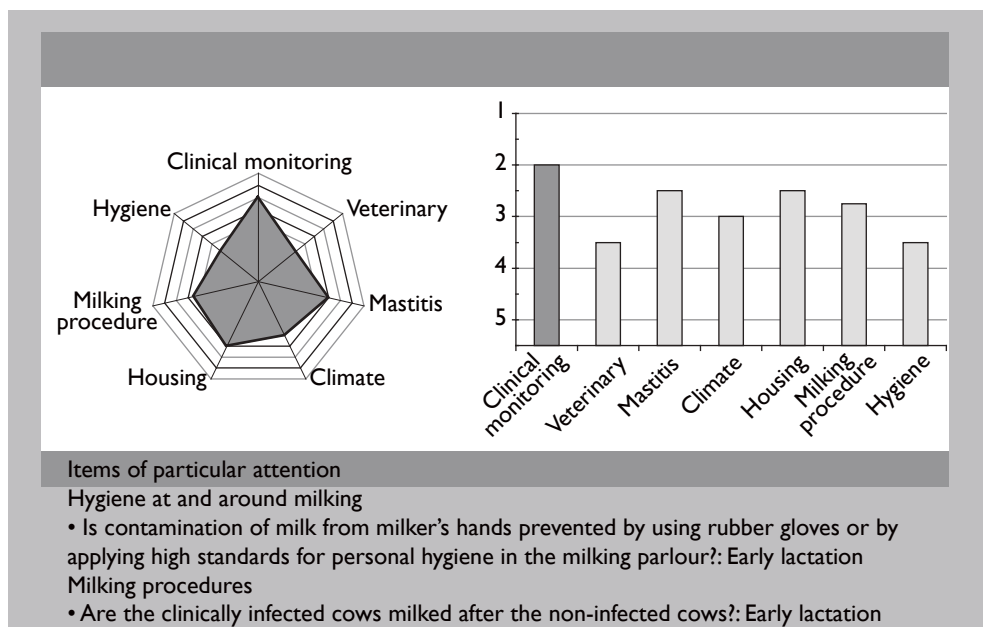 Clinical monitoring
Hygiene
Veterinary
Milking
procedure
Mastitis
Housing
Climate
1
2
3
4
5
Clinical
monitoring
Veterinary
Mastitis
Climate
Housing
Milking
procedure
Hygiene
Items of particular attention
Hygiene at and around milking
• Is contamination of milk from milker’s hands prevented by using rubber gloves or by
applying high standards for personal hygiene in the milking parlour?: Early lactation
Milking procedures
• Are the clinically infected cows milked after the non-infected cows?: Early lactation